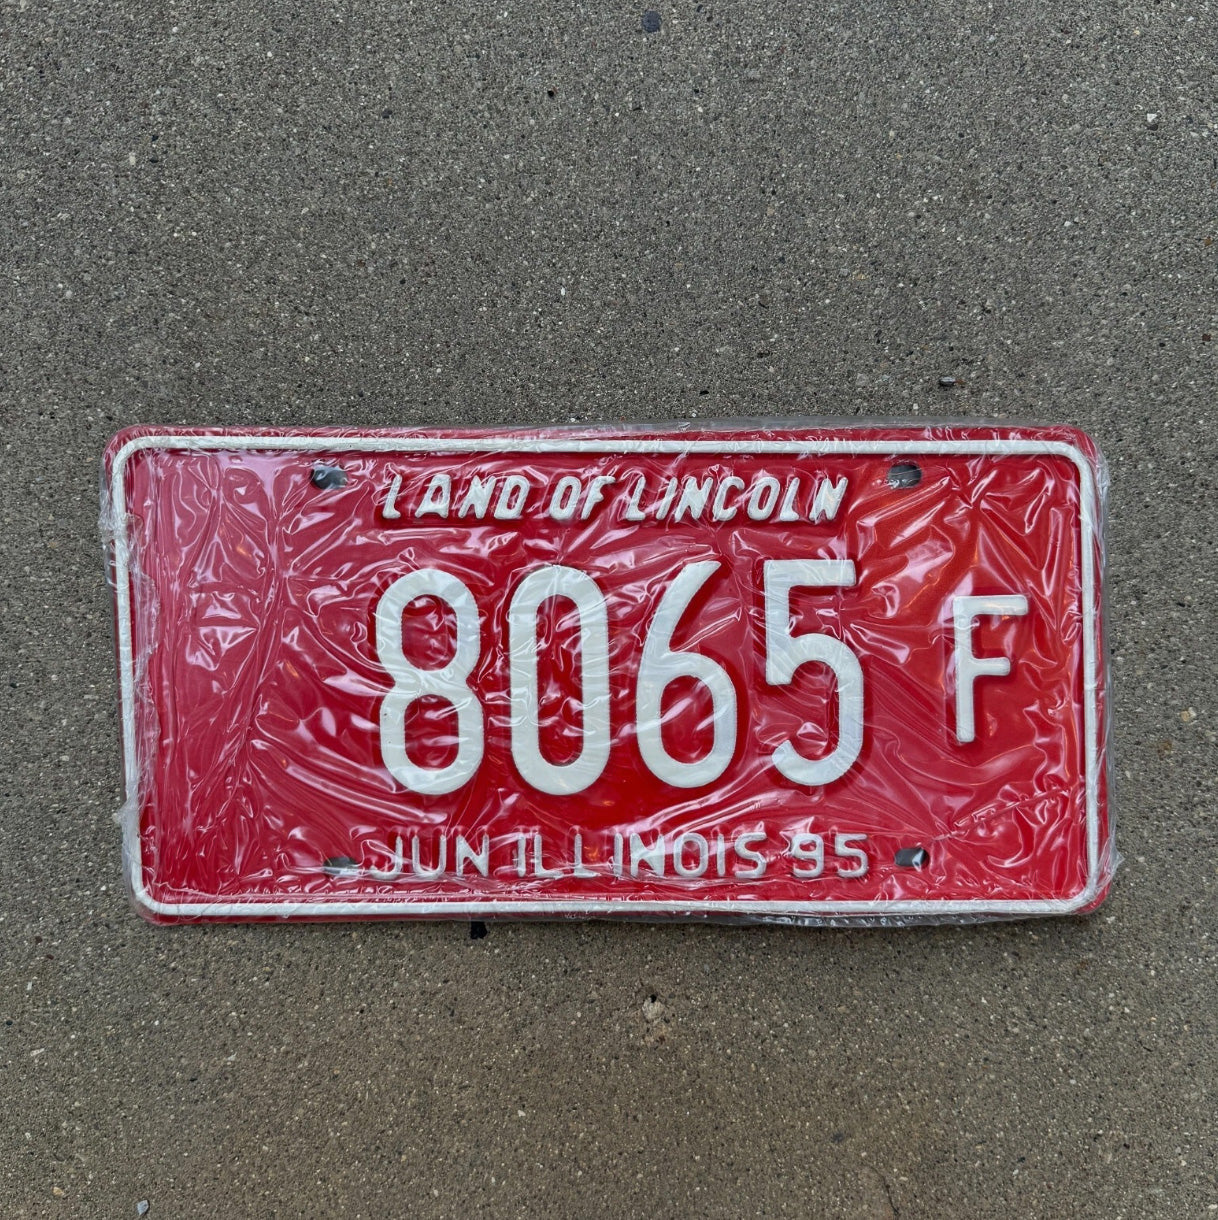 LAND OF LINCOLN
8065 F
JUN ILLINOIS 95